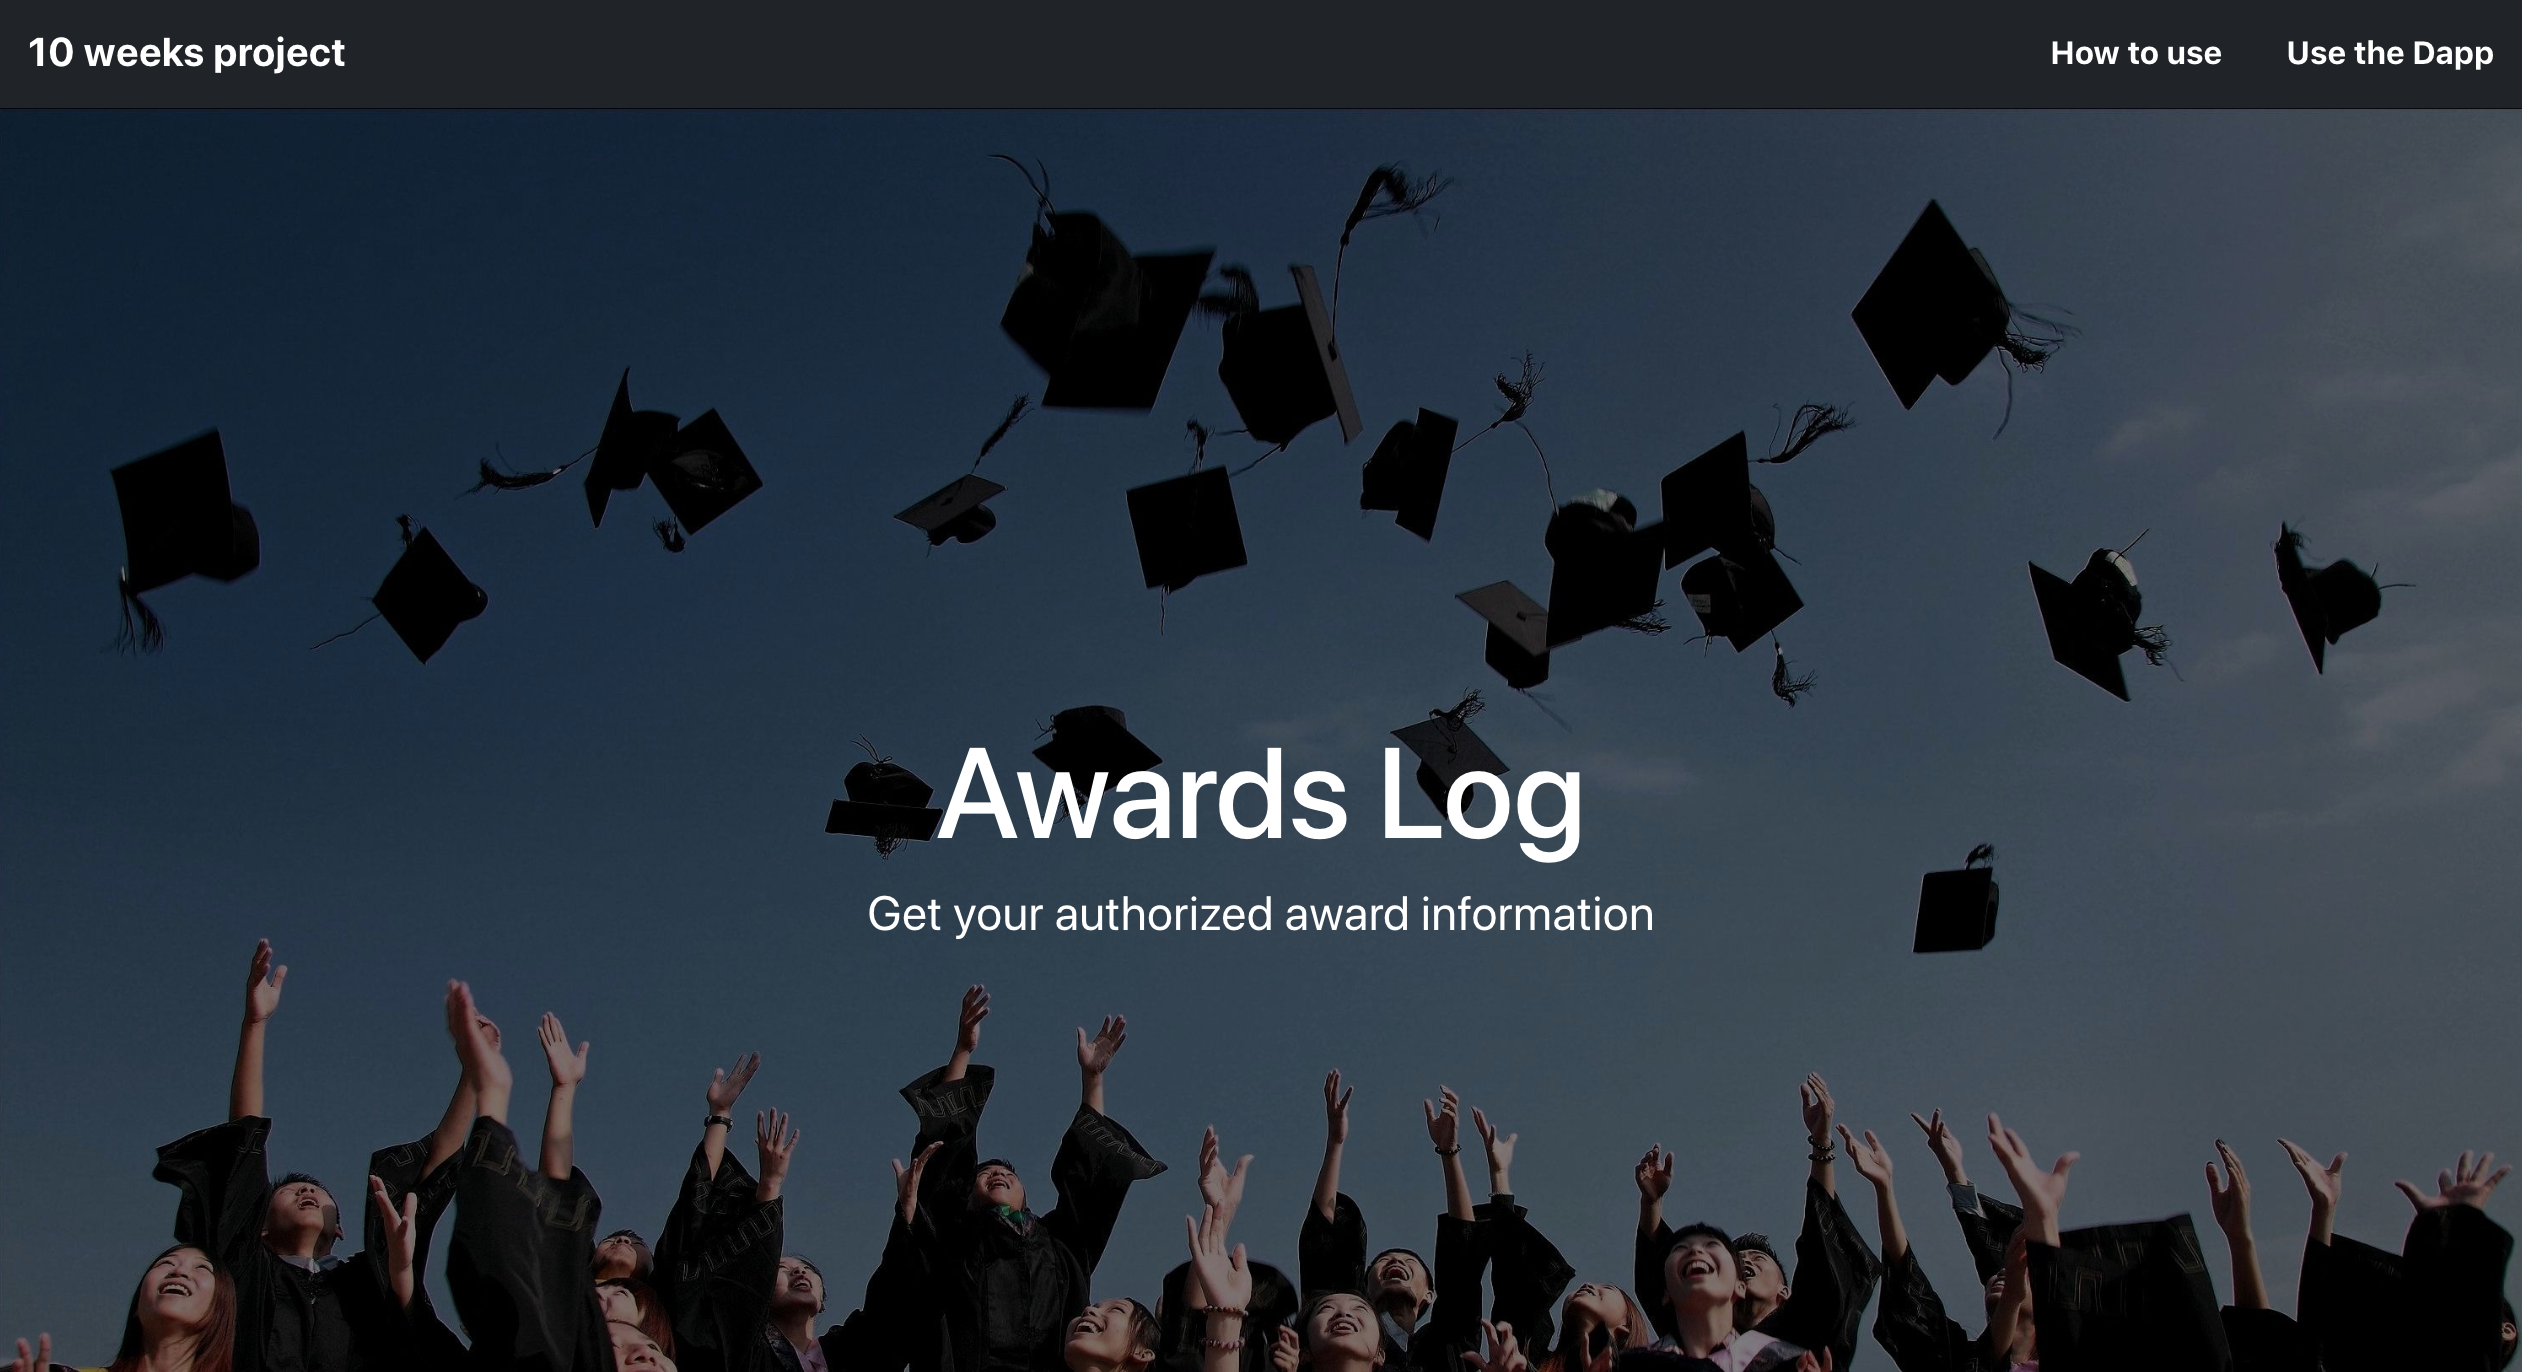 10 weeks project
How to use
Use the Dapp
Awards Log
Get your authorized award information